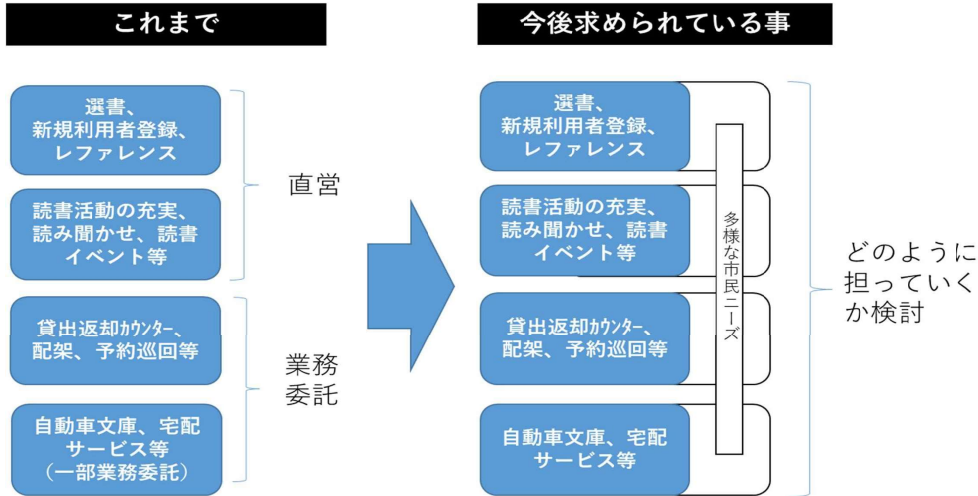 これまで
選書、
新規利用者登録、
レファレンス
読書活動の充実、
読み聞かせ、読書
イベント等
直営
貸出返却ｶｳﾝﾀｰ、
配架、予約巡回等
自動車文庫、宅配
サービス等
（一部業務委託）
業務
委託
今後求められている事
選書、
新規利用者登録、
レファレンス
読書活動の充実、
読み聞かせ、読書
イベント等
貸出返却ｶｳﾝﾀｰ、
配架、予約巡回等
自動車文庫、宅配
サービス等
多様な市民ニーズ
どのように
担っていく
か検討